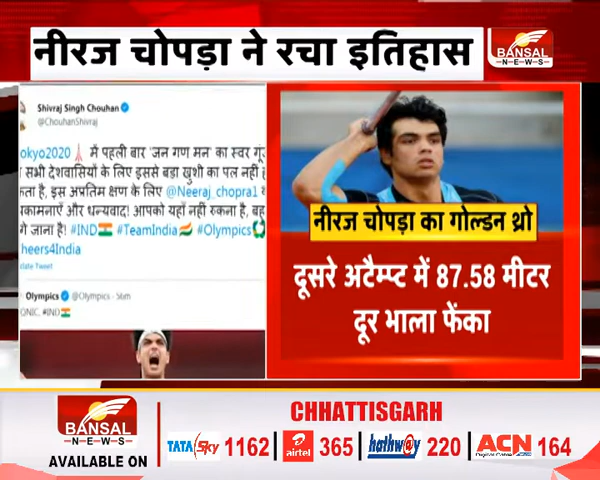 नीरज चोपड़ा ने रचा इतिहास
BANSAL
NEWS
Shivraj Singh Chouhan
@ChouhanShivraj
okyo2020 में पहली बार 'जन गण मन' का स्वर गूं
सभी देशवासियों के लिए इससे बड़ा खुशी का पल नहीं ह
कता है, इस अप्रतिम क्षण के लिए @Neeraj_chopra1
कामनाएँ और धन्यवाद! आपको यहाँ नहीं रुकना है, बहु
गे जाना है! #IND #TeamIndia #Olympics
heers4India
slate Tweet
Olympics @Olympics · 56m
ONIC. #IND
नीरज चोपड़ा का गोल्डन थ्रो
दूसरे अटैम्प्ट में 87.58 मीटर
दूर भाला फेंका
BANSAL
NEWS
AVAILABLE ON
CHHATTISGARH
TATA Sky 1162
airtel 365
hathway 220
ACN 164